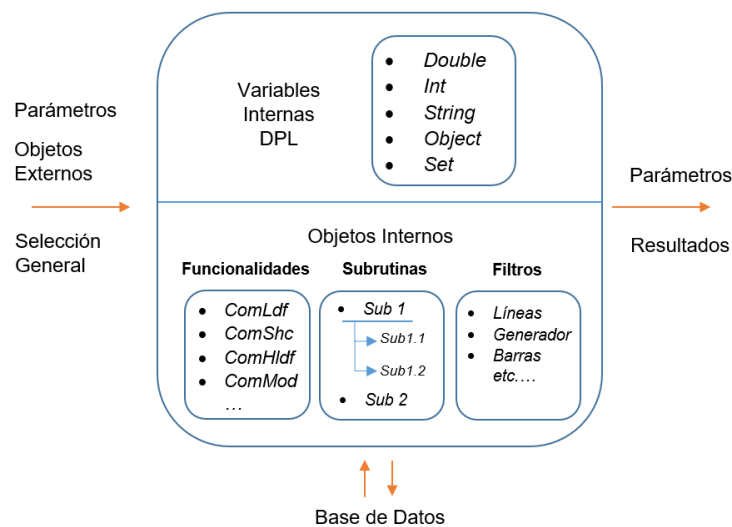 Parámetros
Objetos
Externos
Selección
General
Variables
Internas
DPL
• Double
• Int
• String
• Object
• Set
Objetos Internos
Funcionalidades
• ComLdf
• ComShc
• ComHldf
• ComMod
…
Subrutinas
• Sub 1
Sub1.1
Sub1.2
• Sub 2
Filtros
• Líneas
• Generador
• Barras
etc.…
Parámetros
Resultados
Base de Datos